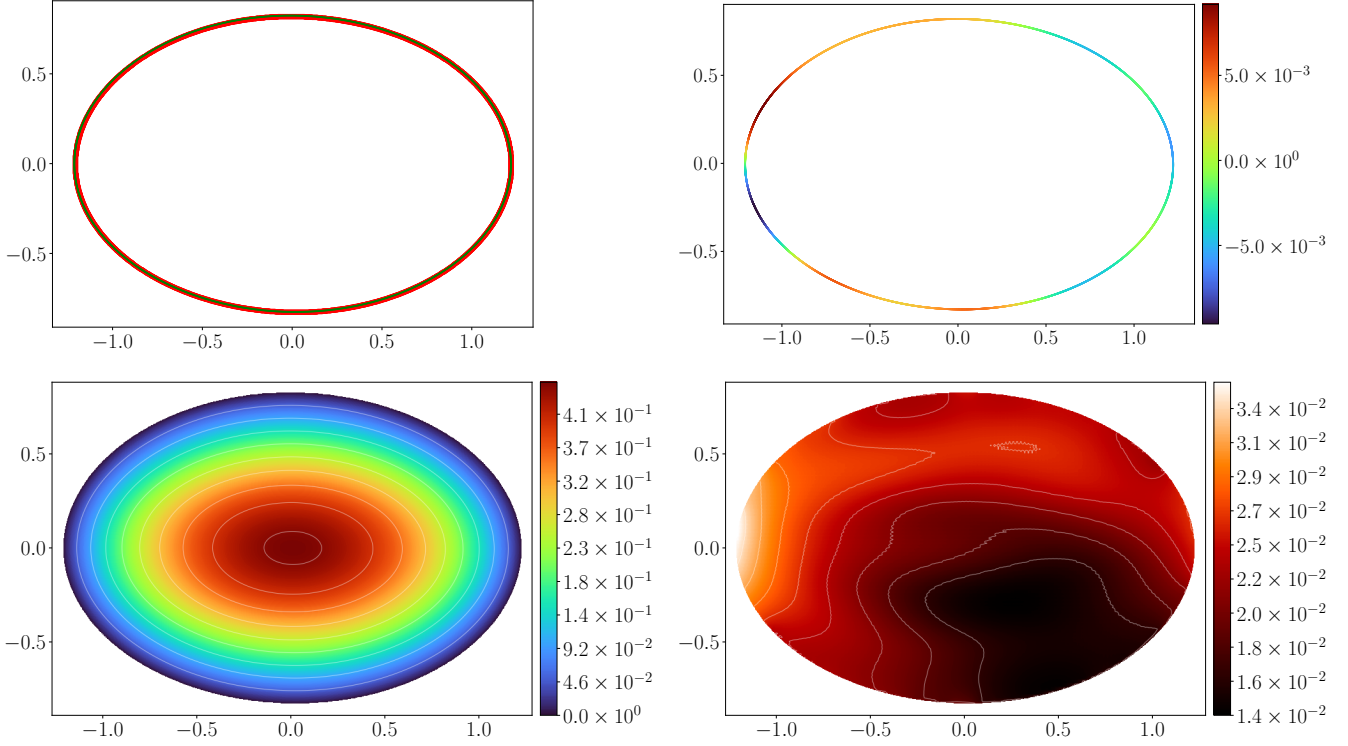 0.5
0.0
−0.5
−1.0 −0.5 0.0 0.5 1.0
0.5
0.0
−0.5
−1.0 −0.5 0.0 0.5 1.0
5.0 × 10⁻³
0.0 × 10⁰
−5.0 × 10⁻³
0.5
0.0
−0.5
−1.0 −0.5 0.0 0.5 1.0
4.1 × 10⁻¹
3.7 × 10⁻¹
3.2 × 10⁻¹
2.8 × 10⁻¹
2.3 × 10⁻¹
1.8 × 10⁻¹
1.4 × 10⁻¹
9.2 × 10⁻²
4.6 × 10⁻²
0.0 × 10⁰
0.5
0.0
−0.5
−1.0 −0.5 0.0 0.5 1.0
3.4 × 10⁻²
3.1 × 10⁻²
2.9 × 10⁻²
2.7 × 10⁻²
2.5 × 10⁻²
2.2 × 10⁻²
2.0 × 10⁻²
1.8 × 10⁻²
1.6 × 10⁻²
1.4 × 10⁻²